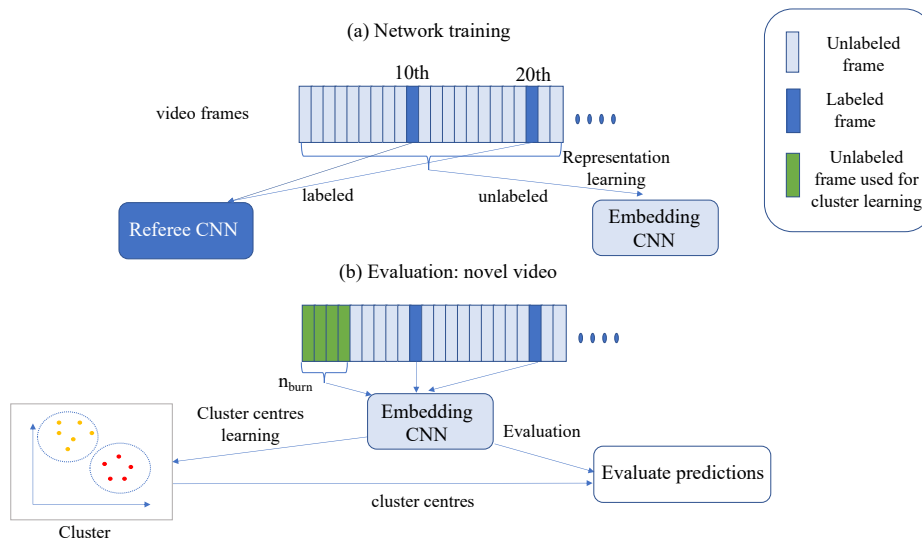 (a) Network training
10th
20th
video frames
Representation
learning
labeled
unlabeled
Referee CNN
Embedding
CNN
Unlabeled
frame
Labeled
frame
Unlabeled
frame used for
cluster learning
(b) Evaluation: novel video
nburn
Cluster centres
learning
Embedding
CNN
Evaluation
Evaluate predictions
cluster centres
Cluster